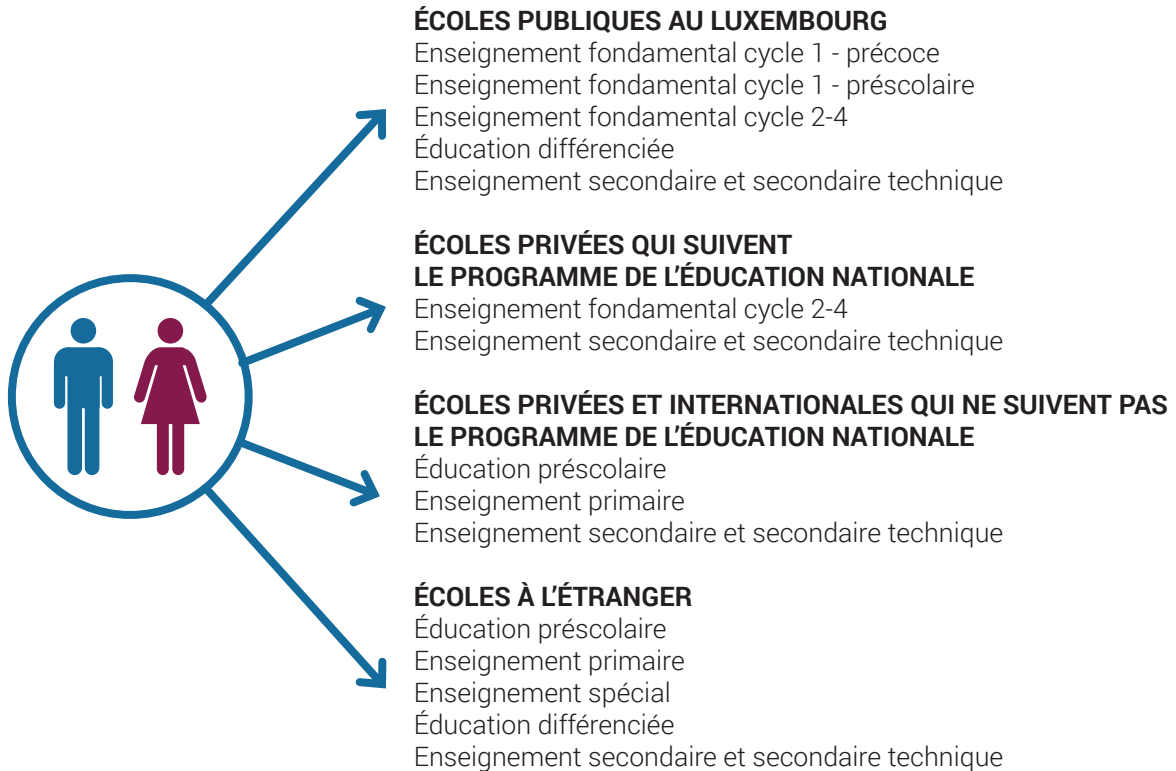 ÉCOLES PUBLIQUES AU LUXEMBOURG
Enseignement fondamental cycle 1 - précoce
Enseignement fondamental cycle 1 - préscolaire
Enseignement fondamental cycle 2-4
Éducation différenciée
Enseignement secondaire et secondaire technique
ÉCOLES PRIVÉES QUI SUIVENT
LE PROGRAMME DE L'ÉDUCATION NATIONALE
Enseignement fondamental cycle 2-4
Enseignement secondaire et secondaire technique
ÉCOLES PRIVÉES ET INTERNATIONALES QUI NE SUIVENT PAS
LE PROGRAMME DE L'ÉDUCATION NATIONALE
Éducation préscolaire
Enseignement primaire
Enseignement secondaire et secondaire technique
ÉCOLES À L'ÉTRANGER
Éducation préscolaire
Enseignement primaire
Enseignement spécial
Éducation différenciée
Enseignement secondaire et secondaire technique